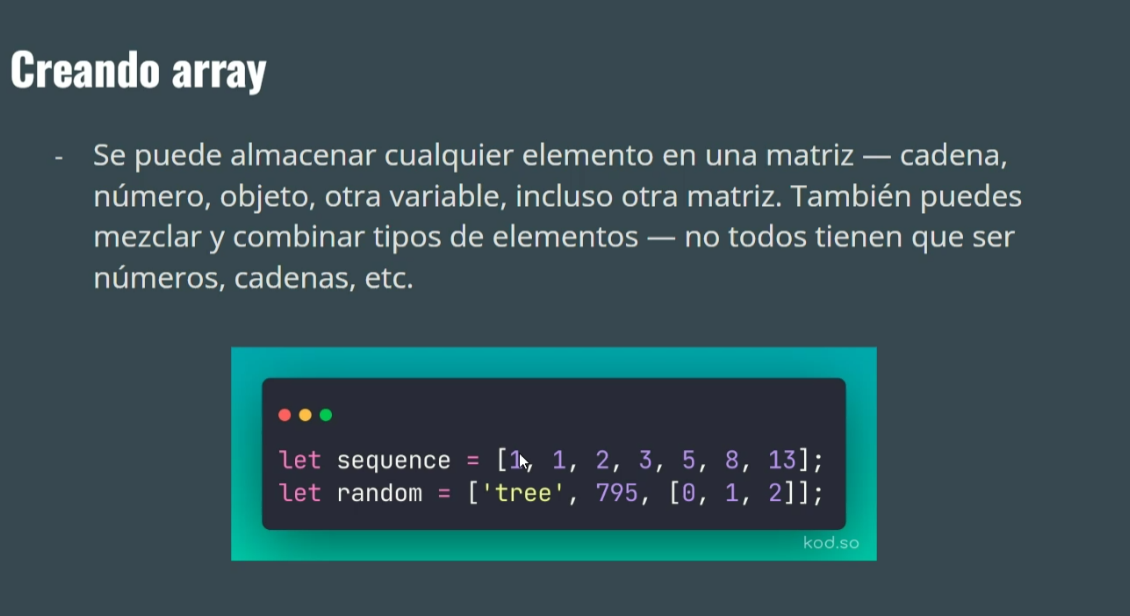 Creando array
- Se puede almacenar cualquier elemento en una matriz — cadena,
número, objeto, otra variable, incluso otra matriz. También puedes
mezclar y combinar tipos de elementos — no todos tienen que ser
números, cadenas, etc.
let sequence = [1, 1, 2, 3, 5, 8, 13];
let random = ['tree', 795, [0, 1, 2]];
kod.so